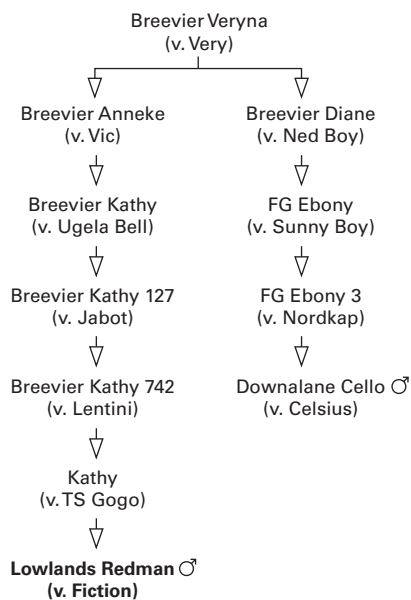 Breevier Veryna
(v. Very)
Breevier Anneke
(v. Vic)
Breevier Kathy
(v. Ugela Bell)
Breevier Kathy 127
(v. Jabot)
Breevier Kathy 742
(v. Lentini)
Kathy
(v. TS Gogo)
Lowlands Redman ♂
(v. Fiction)
Breevier Diane
(v. Ned Boy)
FG Ebony
(v. Sunny Boy)
FG Ebony 3
(v. Nordkap)
Downalane Cello ♂
(v. Celsius)